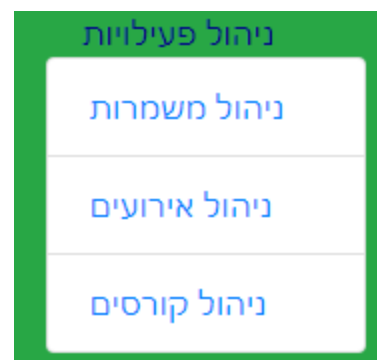 ניהול פעילויות
ניהול משמרות
ניהול אירועים
ניהול קורסים